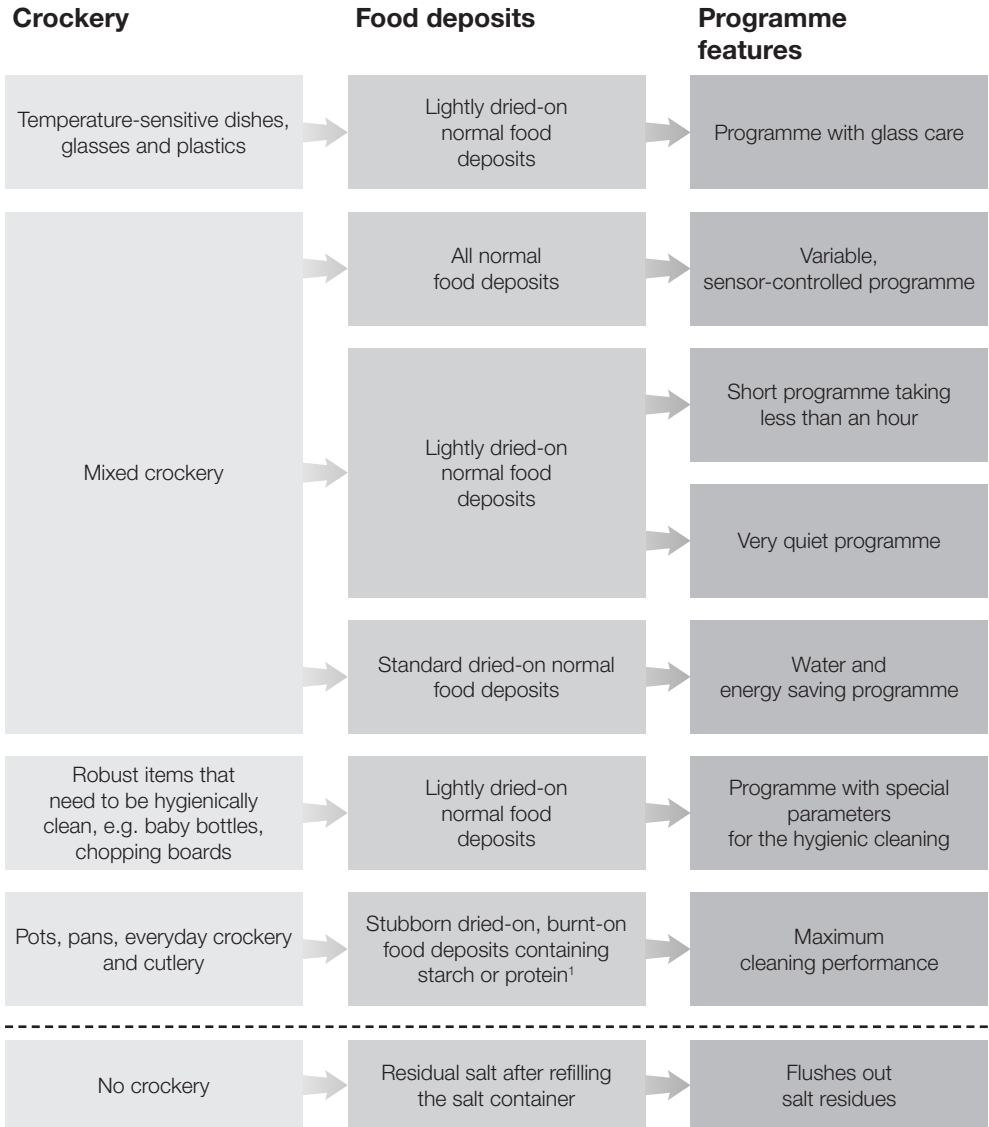 Crockery
Food deposits
Programme
features
Temperature-sensitive dishes,
glasses and plastics
Lightly dried-on
normal food
deposits
Programme with glass care
Mixed crockery
All normal
food deposits
Variable,
sensor-controlled programme
Lightly dried-on
normal food
deposits
Short programme taking
less than an hour
Very quiet programme
Standard dried-on normal
food deposits
Water and
energy saving programme
Robust items that
need to be hygienically
clean, e.g. baby bottles,
chopping boards
Lightly dried-on
normal food
deposits
Programme with special
parameters
for the hygienic cleaning
Pots, pans, everyday crockery
and cutlery
Stubborn dried-on, burnt-on
food deposits containing
starch or protein¹
Maximum
cleaning performance
No crockery
Residual salt after refilling
the salt container
Flushes out
salt residues